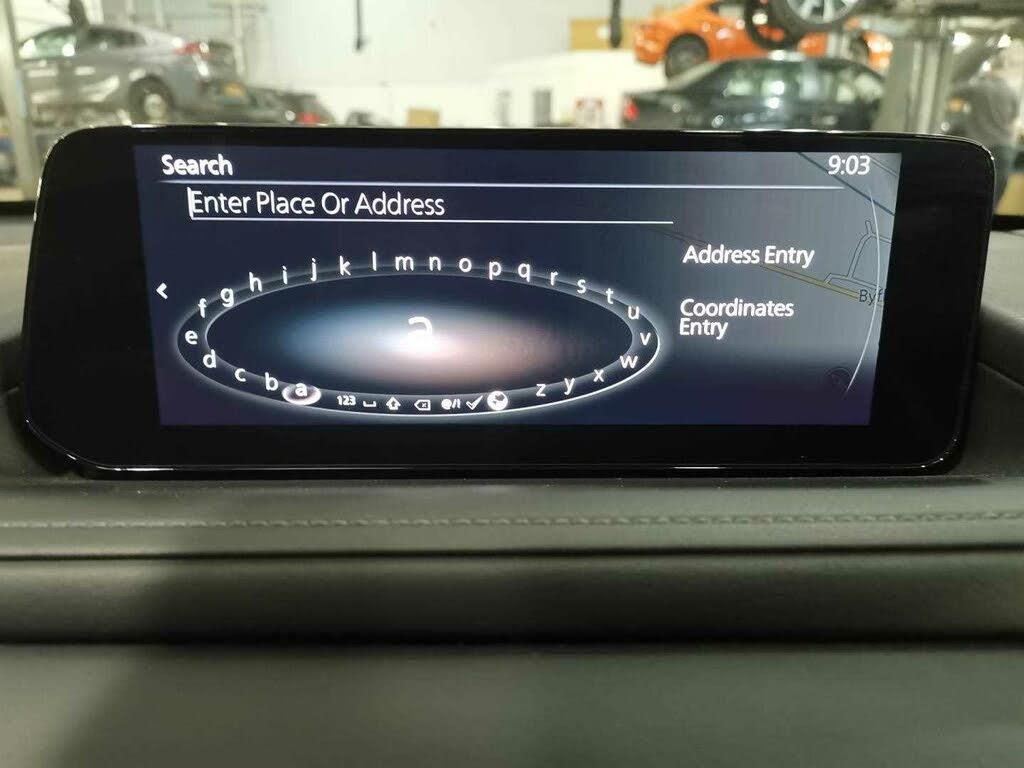 Search
9:03
Enter Place Or Address
Address Entry
Coordinates
Entry
a b c d e f g h i j k l m n o p q r s t u v w x y z
123
@/!
a